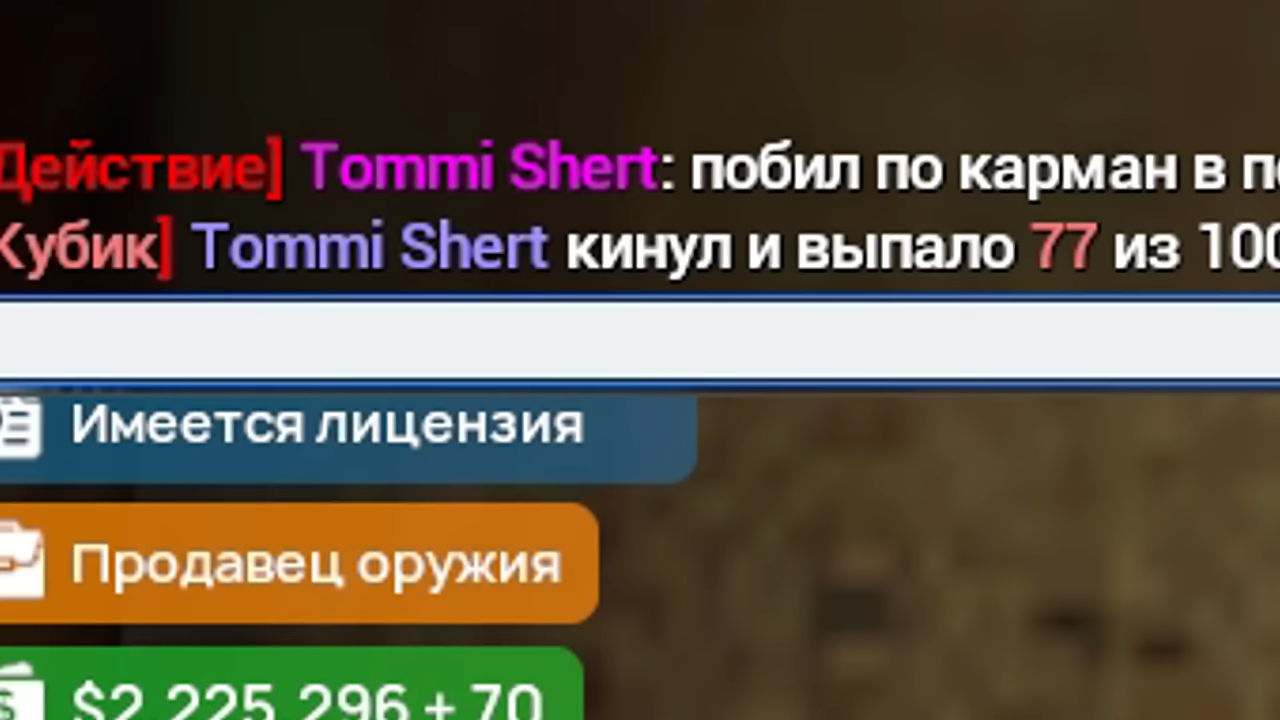 Действие] Tommi Shert: побил по карман в
Кубик] Tommi Shert кинул и выпало 77 из 100
Имеется лицензия
Продавец оружия
$2,225,296 + 70